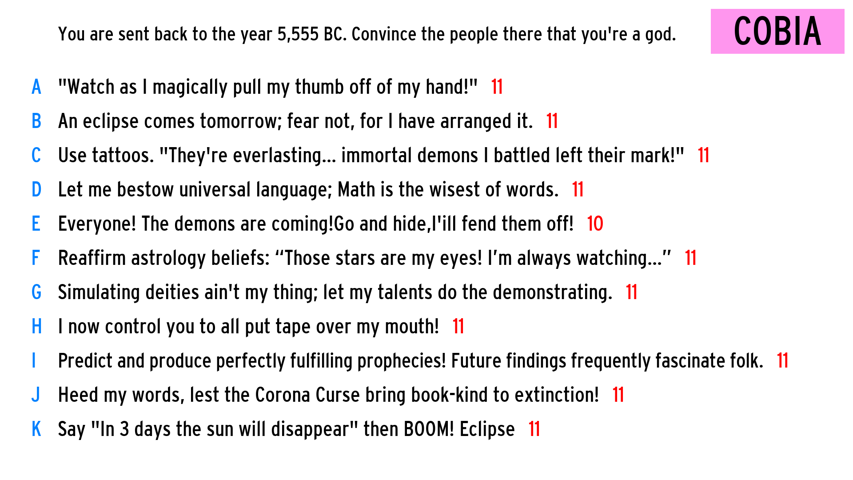 You are sent back to the year 5,555 BC. Convince the people there that you're a god.
COBIA
A "Watch as I magically pull my thumb off of my hand!" 11
B An eclipse comes tomorrow; fear not, for I have arranged it. 11
C Use tattoos. "They're everlasting... immortal demons I battled left their mark!" 11
D Let me bestow universal language; Math is the wisest of words. 11
E Everyone! The demons are coming!Go and hide,I'ill fend them off! 10
F Reaffirm astrology beliefs: “Those stars are my eyes! I’m always watching...” 11
G Simulating deities ain't my thing; let my talents do the demonstrating. 11
H I now control you to all put tape over my mouth! 11
I Predict and produce perfectly fulfilling prophecies! Future findings frequently fascinate folk. 11
J Heed my words, lest the Corona Curse bring book-kind to extinction! 11
K Say "In 3 days the sun will disappear" then BOOM! Eclipse 11